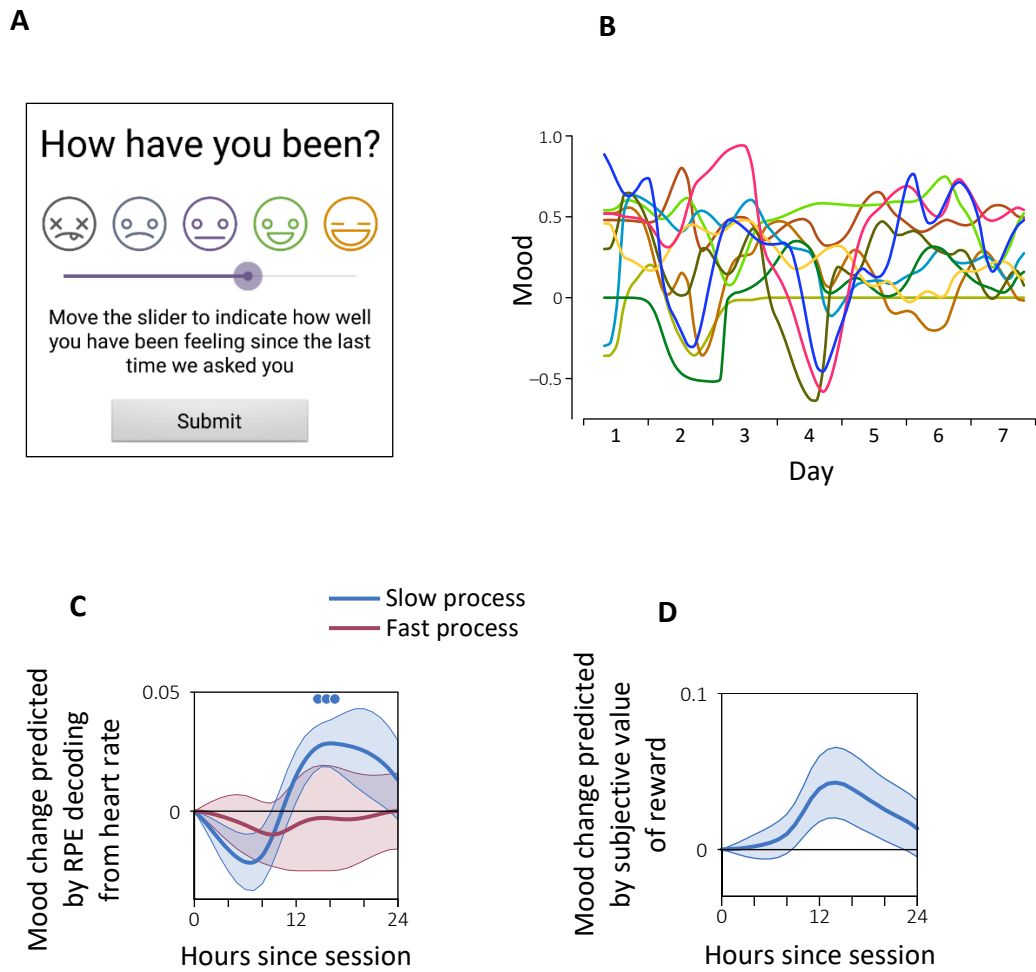 A
B
How have you been?
Move the slider to indicate how well
you have been feeling since the last
time we asked you
Submit
Mood
1.0
0.5
0
−0.5
1 2 3 4 5 6 7
Day
C
Slow process
Fast process
Mood change predicted
by RPE decoding
from heart rate
0.05
0
0 12 24
Hours since session
D
Mood change predicted
by subjective value
of reward
0.1
0
0 12 24
Hours since session